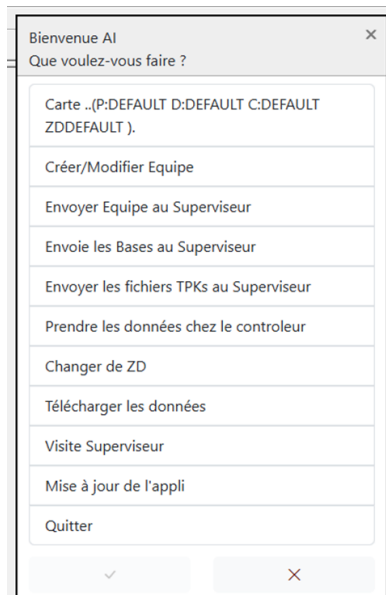 Bienvenue AI
Que voulez-vous faire ?
Carte ..(P:DEFAULT D:DEFAULT C:DEFAULT
ZDDEFAULT ).
Créer/Modifier Equipe
Envoyer Equipe au Superviseur
Envoie les Bases au Superviseur
Envoyer les fichiers TPKs au Superviseur
Prendre les données chez le controleur
Changer de ZD
Télécharger les données
Visite Superviseur
Mise à jour de l'appli
Quitter